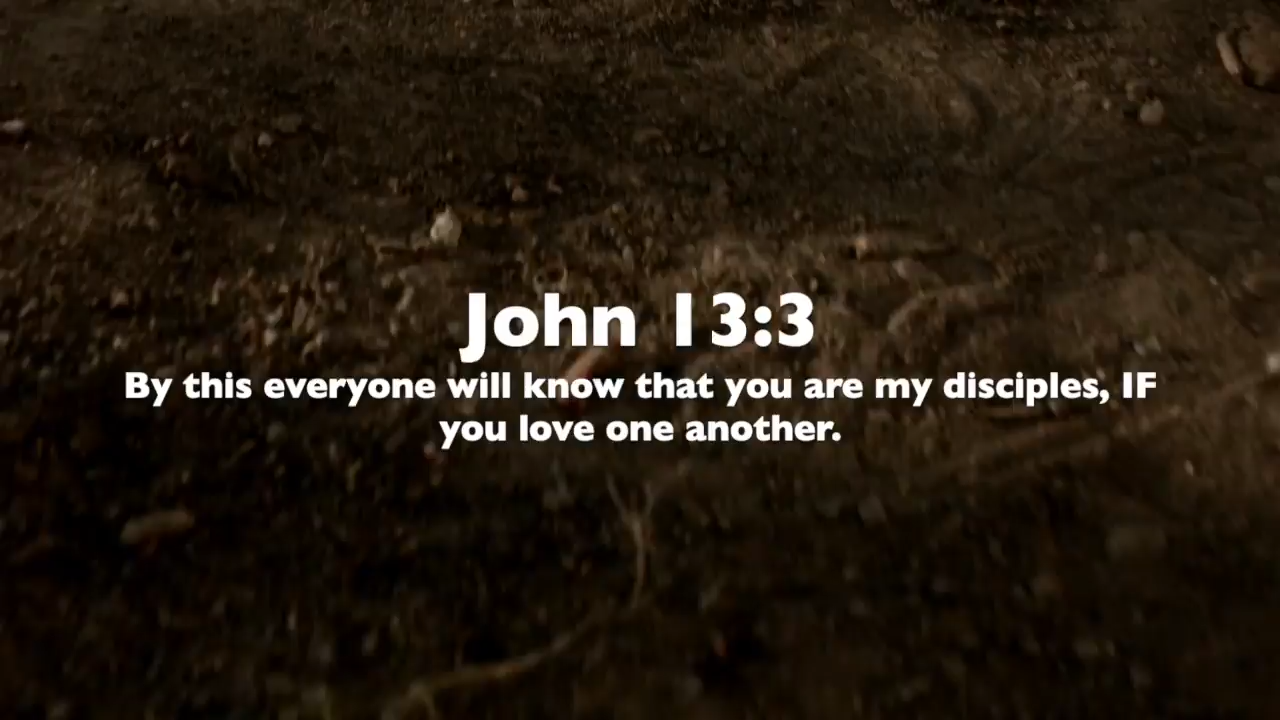 John 13:3
By this everyone will know that you are my disciples, IF
you love one another.